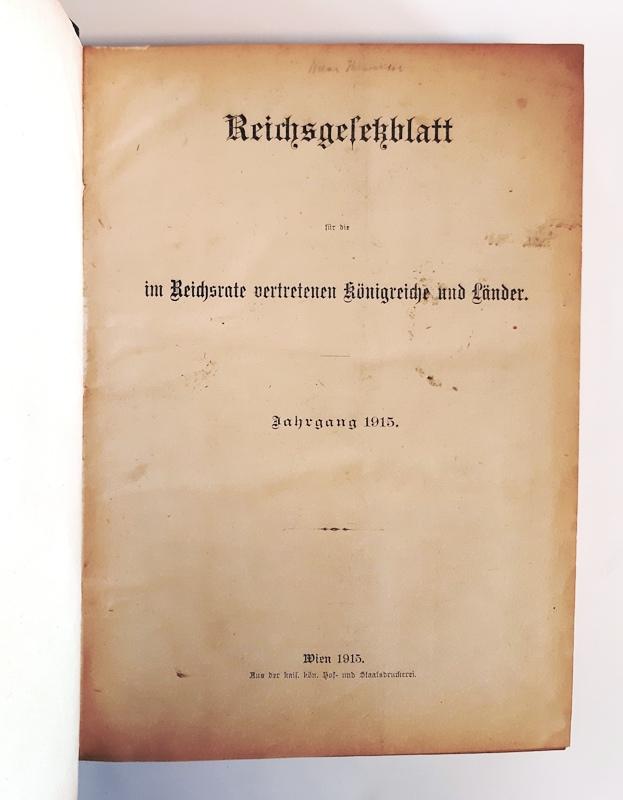 Reichsgesetzblatt
für die
im Reichsrate vertretenen Königreiche und Länder.
Jahrgang 1915.
Wien 1915.
Aus der kais. kön. Hof- und Staatsdruckerei.